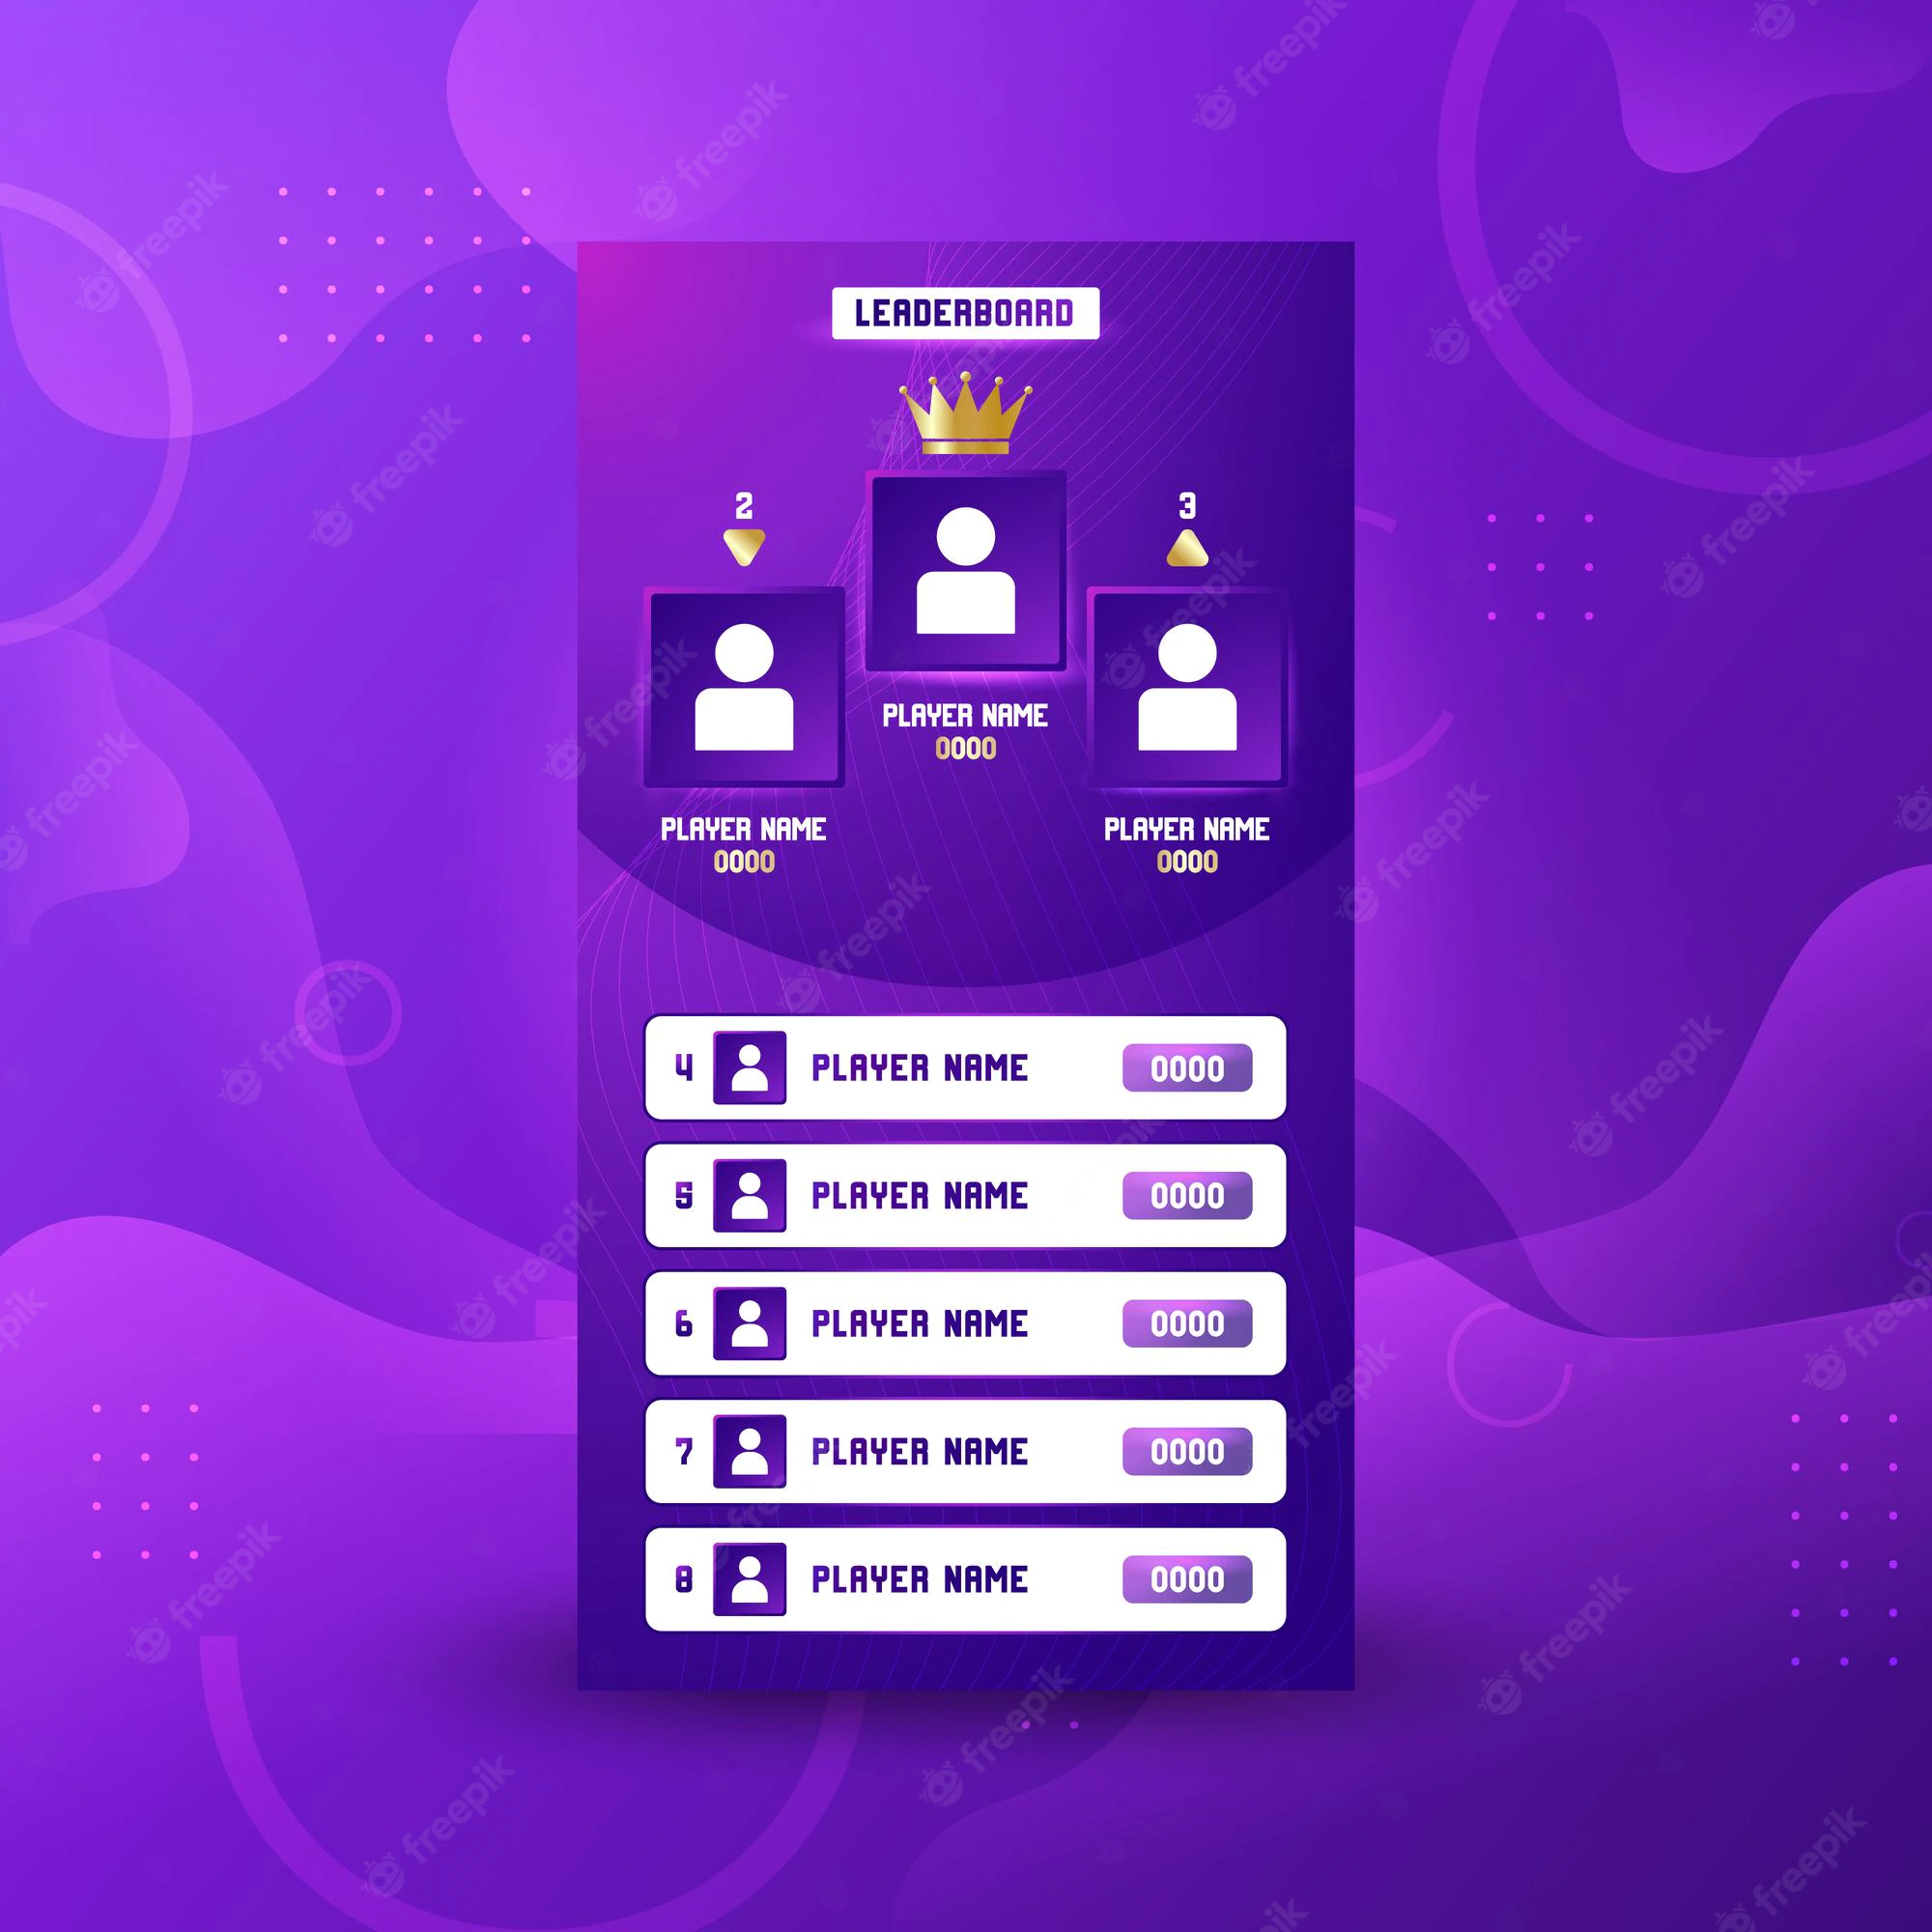 LEADERBOARD
2
3
PLAYER NAME
0000
PLAYER NAME
0000
PLAYER NAME
0000
4 PLAYER NAME 0000
5 PLAYER NAME 0000
6 PLAYER NAME 0000
7 PLAYER NAME 0000
8 PLAYER NAME 0000
freepik